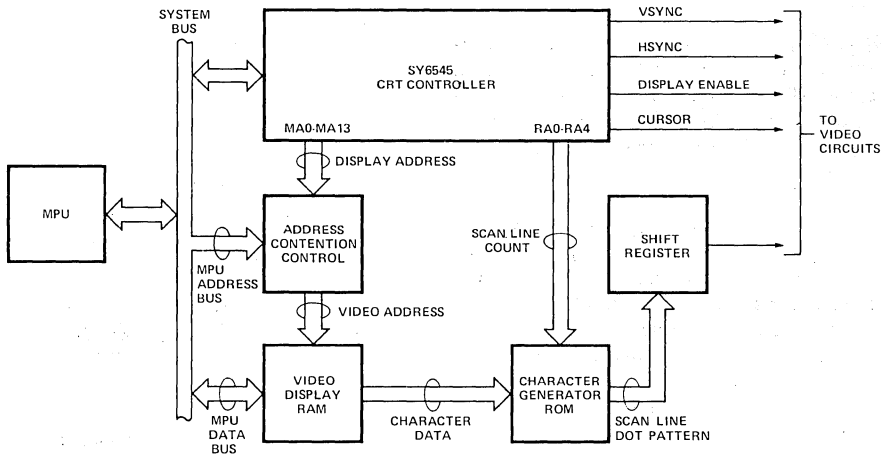 SYSTEM
BUS
VSYNC
HSYNC
DISPLAY ENABLE
CURSOR
SY6545
CRT CONTROLLER
MA0-MA13
RA0-RA4
TO
VIDEO
CIRCUITS
DISPLAY ADDRESS
MPU
ADDRESS
CONTENTION
CONTROL
SCAN LINE
COUNT
SHIFT
REGISTER
MPU
ADDRESS
BUS
VIDEO ADDRESS
VIDEO
DISPLAY
RAM
CHARACTER
GENERATOR
ROM
MPU
DATA
BUS
CHARACTER
DATA
SCAN LINE
DOT PATTERN